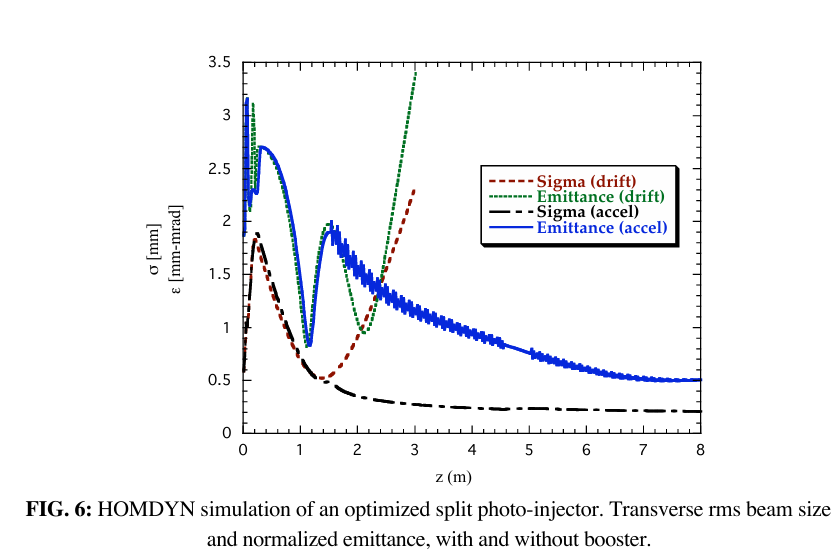 3.5
3
2.5
2
1.5
1
0.5
0
σ [mm]
ε [mm-mrad]
Sigma (drift)
Emittance (drift)
Sigma (accel)
Emittance (accel)
0 1 2 3 4 5 6 7 8
z (m)
FIG. 6: HOMDYN simulation of an optimized split photo-injector. Transverse rms beam size
and normalized emittance, with and without booster.